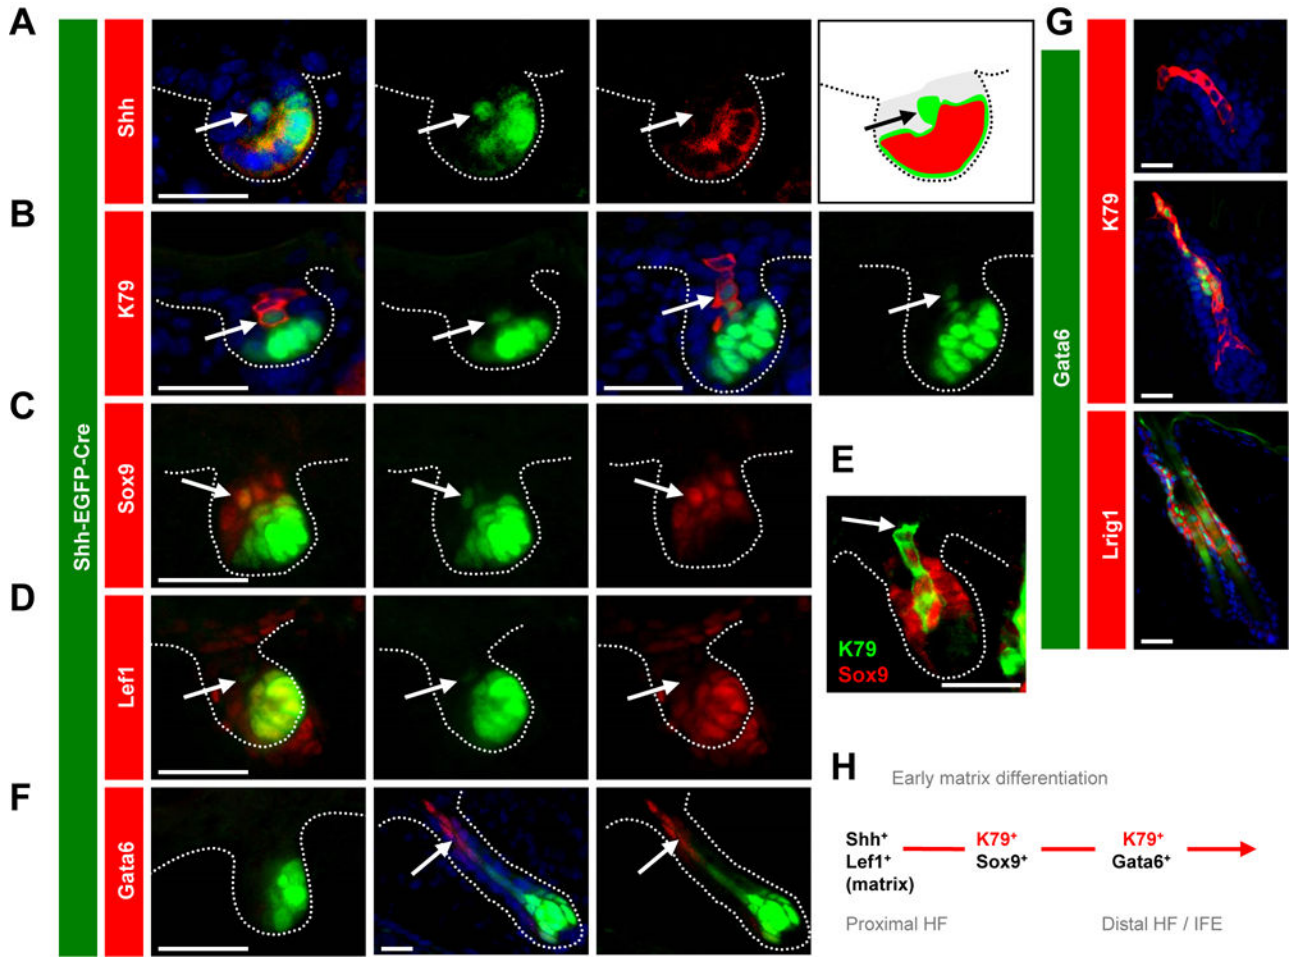 A
Shh-EGFP-Cre
Shh
B
K79
C
Sox9
D
Lef1
E
K79
Sox9
F
Gata6
G
Gata6
K79
Lrig1
H
Early matrix differentiation
Shh+ K79+ K79+
Lef1+ Sox9+ Gata6+
(matrix)
Proximal HF Distal HF / IFE